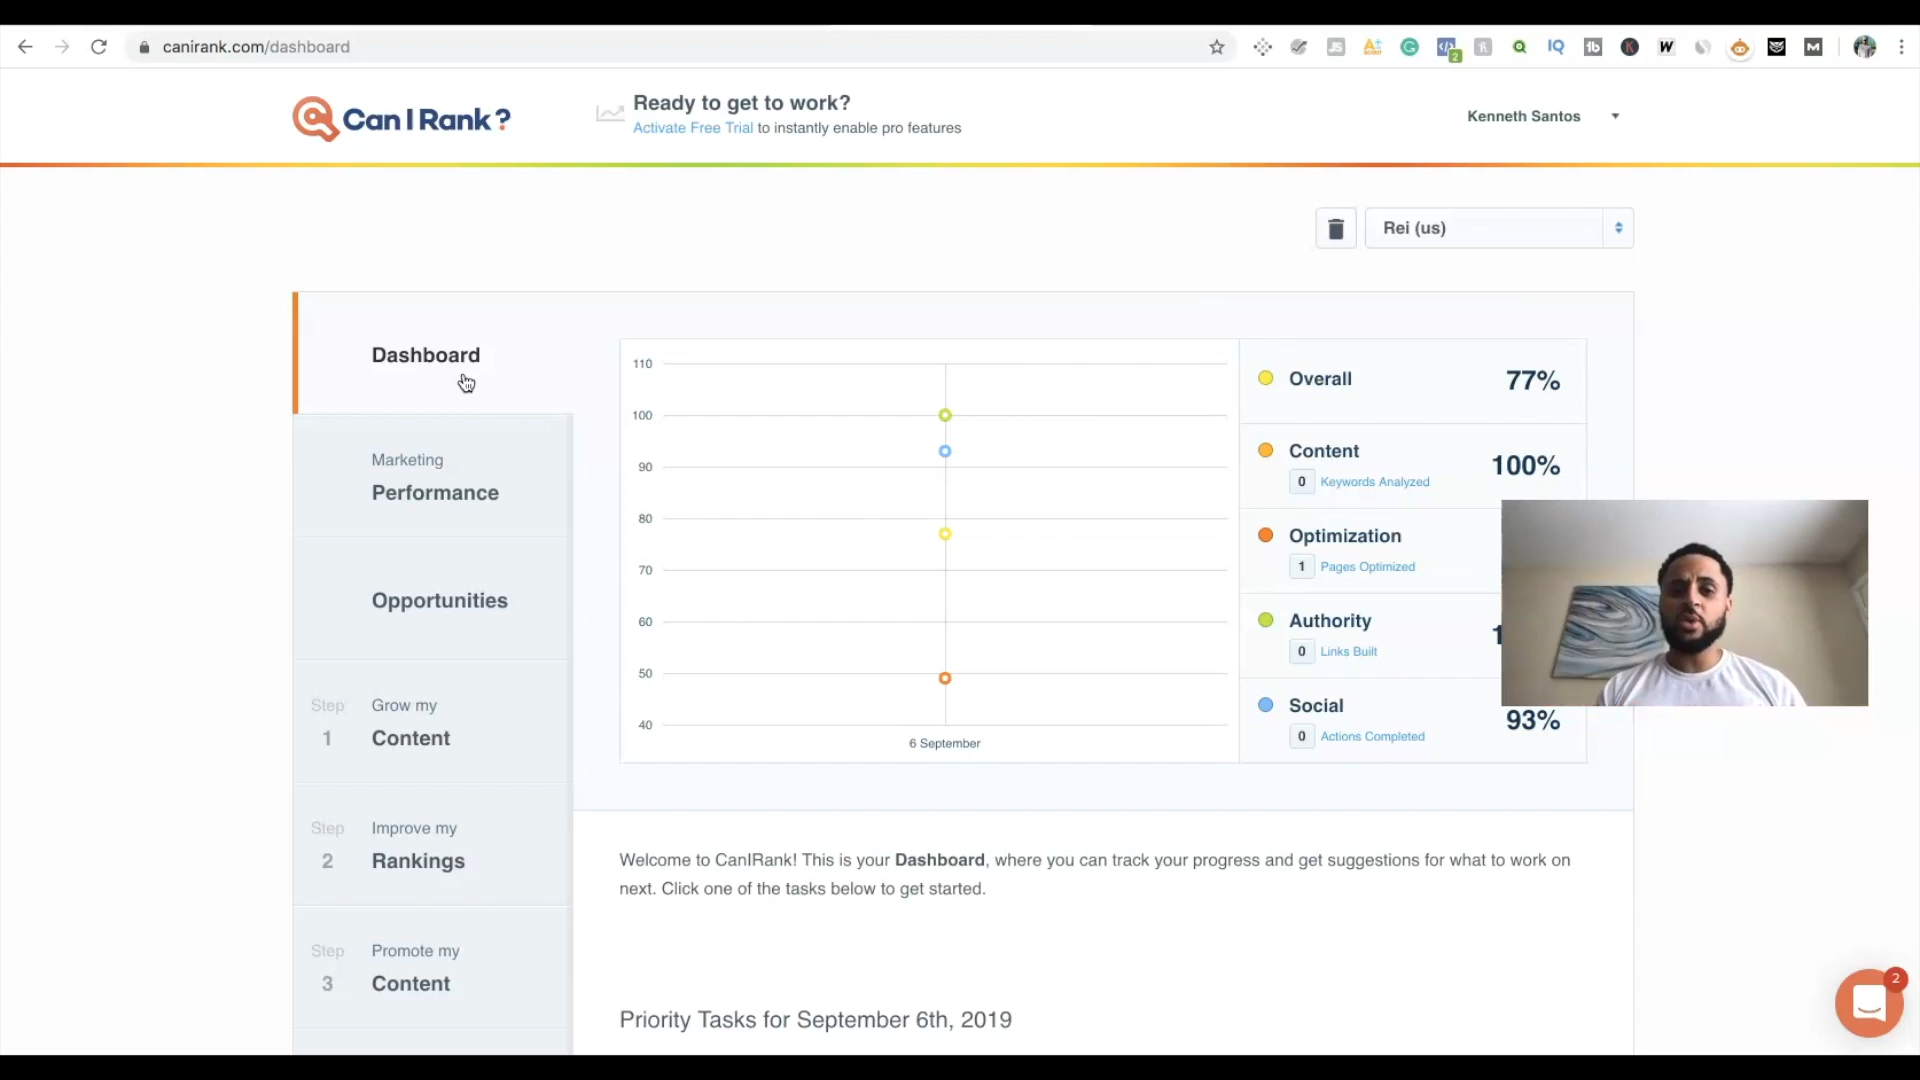 canirank.com/dashboard
Can I Rank?
Ready to get to work?
Activate Free Trial to instantly enable pro features
Kenneth Santos
Rei (us)
Dashboard
Marketing
Performance
Opportunities
Step 1
Grow my
Content
Step 2
Improve my
Rankings
Step 3
Promote my
Content
110
100
90
80
70
60
50
40
6 September
Overall
77%
Content
100%
0 Keywords Analyzed
Optimization
1 Pages Optimized
Authority
0 Links Built
Social
93%
0 Actions Completed
Welcome to CanIRank! This is your Dashboard, where you can track your progress and get suggestions for what to work on
next. Click one of the tasks below to get started.
Priority Tasks for September 6th, 2019
2